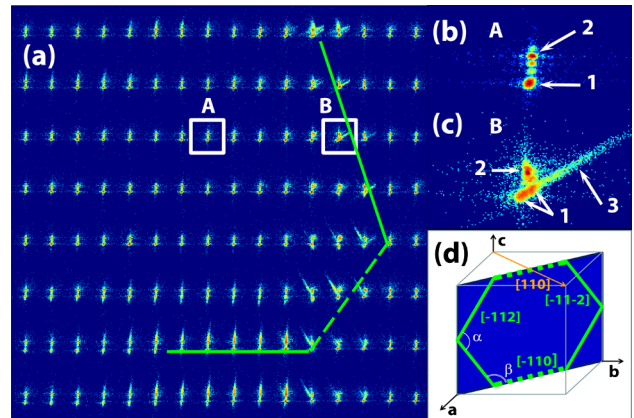 (a)
A
B
(b)
A
2
1
(c)
B
2
1
3
(d)
c
[110]
[-11-2]
[-112]
α
β
[-110]
b
a